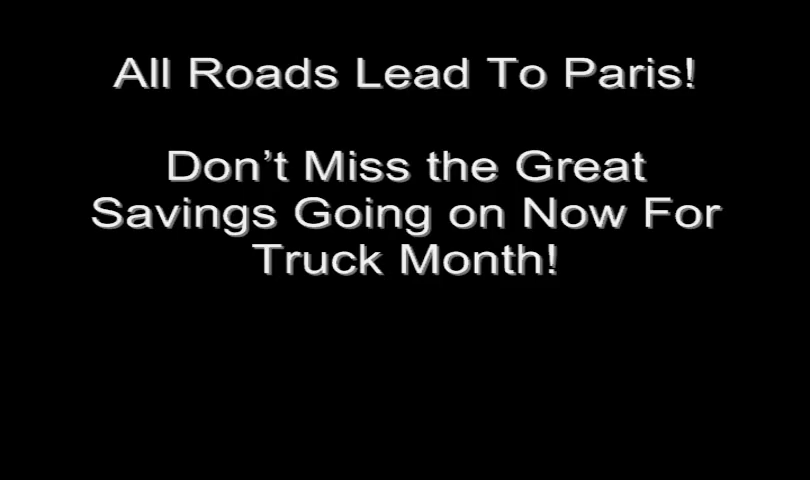 All Roads Lead To Paris!
Don’t Miss the Great
Savings Going on Now For
Truck Month!